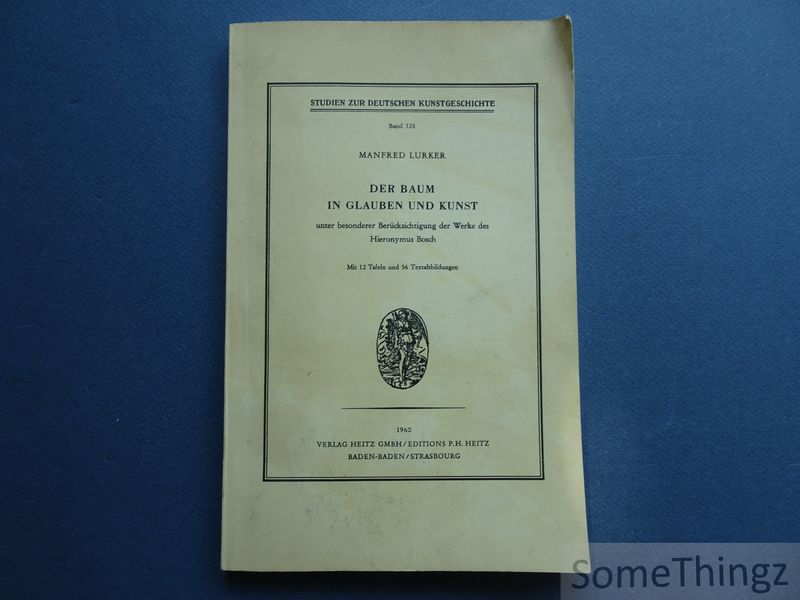 STUDIEN ZUR DEUTSCHEN KUNSTGESCHICHTE
Band 328
MANFRED LURKER
DER BAUM
IN GLAUBEN UND KUNST
unter besonderer Berücksichtigung der Werke des
Hieronymus Bosch
Mit 12 Tafeln und 56 Textabbildungen
1960
VERLAG HEITZ GMBH/EDITIONS P.H. HEITZ
BADEN-BADEN/STRASBOURG
SomeThingz